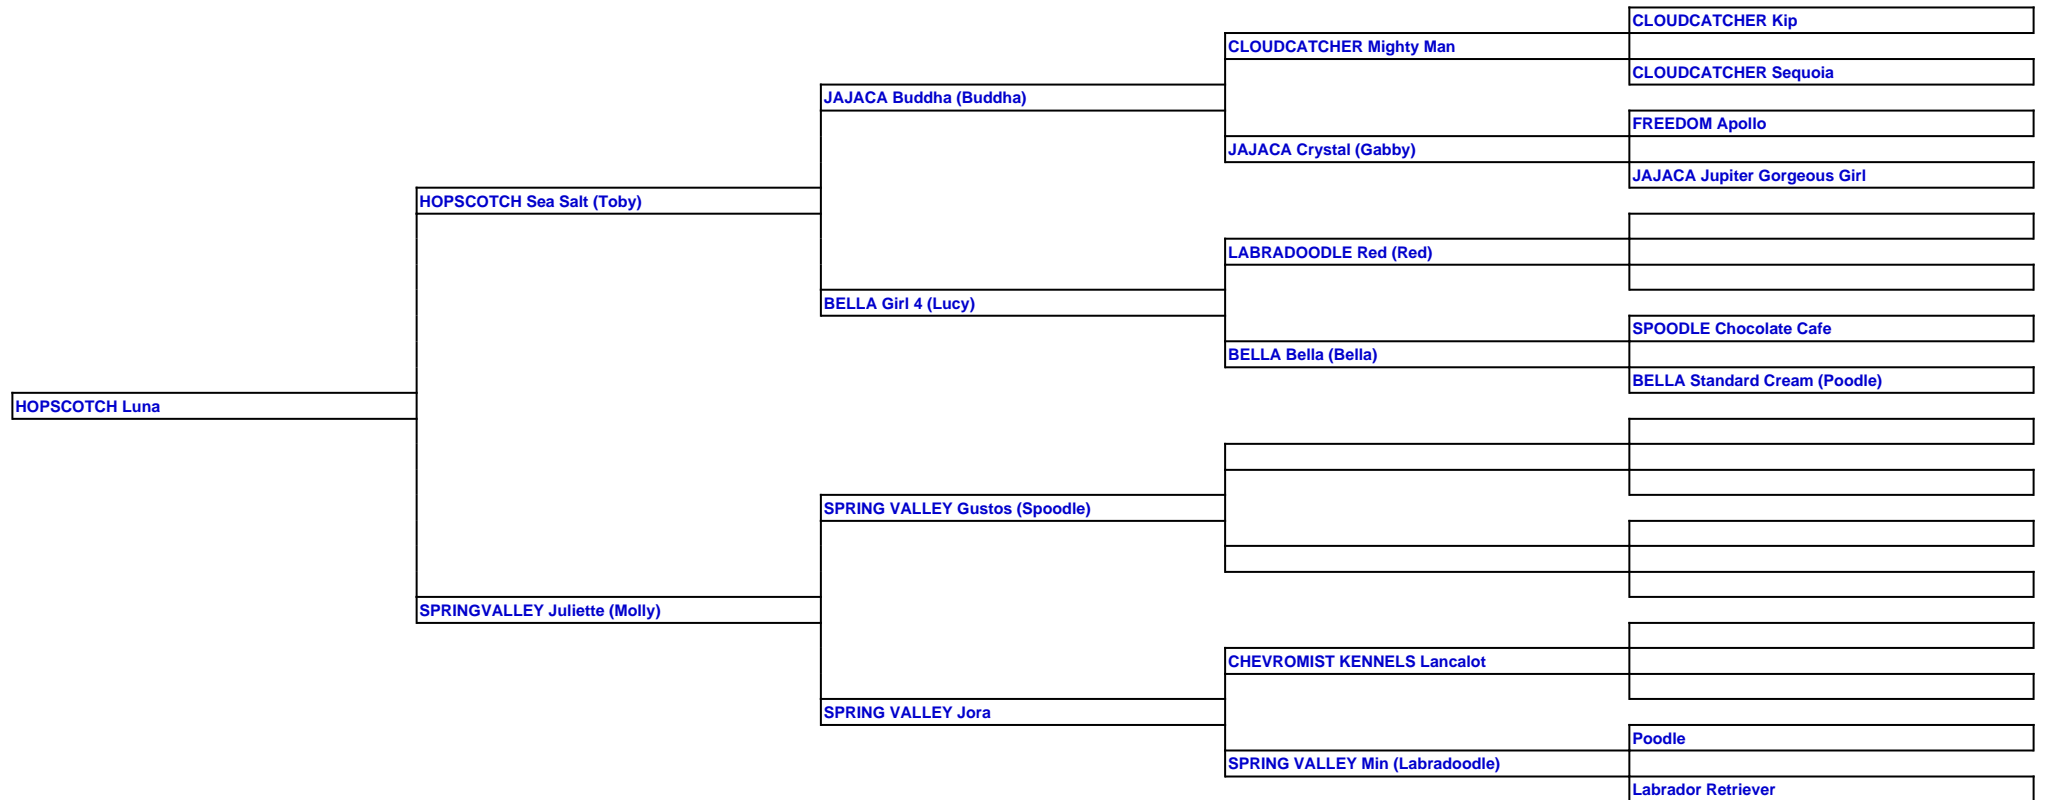 CLOUDCATCHER Kip
CLOUDCATCHER Mighty Man
CLOUDCATCHER Sequoia
JAJACA Buddha (Buddha)
FREEDOM Apollo
JAJACA Crystal (Gabby)
JAJACA Jupiter Gorgeous Girl
HOPSCOTCH Sea Salt (Toby)
LABRADOODLE Red (Red)
BELLA Girl 4 (Lucy)
SPOODLE Chocolate Cafe
BELLA Bella (Bella)
BELLA Standard Cream (Poodle)
HOPSCOTCH Luna
SPRING VALLEY Gustos (Spoodle)
SPRINGVALLEY Juliette (Molly)
CHEVROMIST KENNELS Lancalot
SPRING VALLEY Jora
Poodle
SPRING VALLEY Min (Labradoodle)
Labrador Retriever